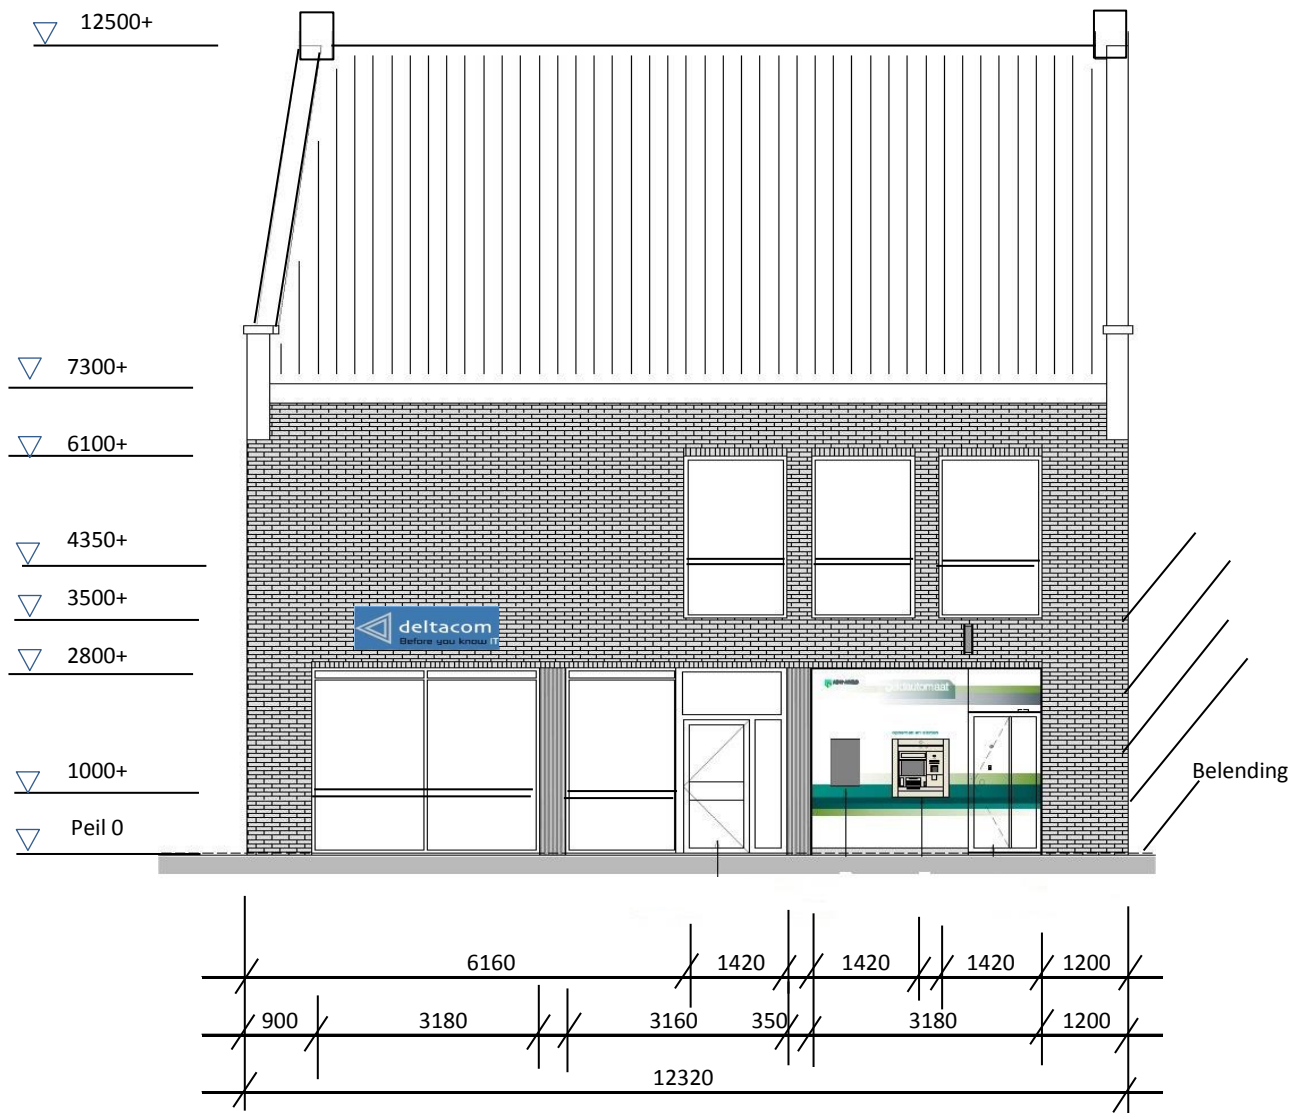 12500+
7300+
6100+
4350+
3500+
deltacom
Before you know IT
2800+
geldautomaat
1000+
Belending
Peil 0
6160 1420 1420 1420 1200
900 3180 3160 350 3180 1200
12320